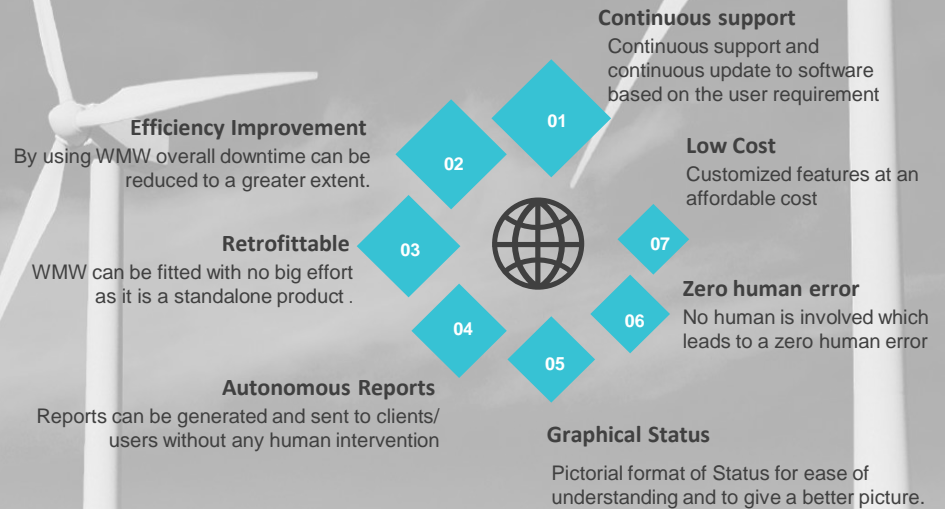 Continuous support
Continuous support and
continuous update to software
based on the user requirement
01
Efficiency Improvement
By using WMW overall downtime can be
reduced to a greater extent.
02
Retrofittable
WMW can be fitted with no big effort
as it is a standalone product .
03
Autonomous Reports
Reports can be generated and sent to clients/
users without any human intervention
04
Graphical Status
Pictorial format of Status for ease of
understanding and to give a better picture.
05
Zero human error
No human is involved which
leads to a zero human error
06
Low Cost
Customized features at an
affordable cost
07